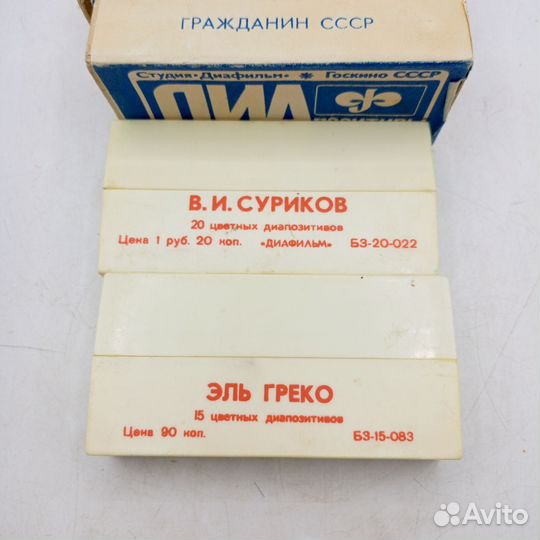 ГРАЖДАНИН СССР
Студия «Диафильм» * Госкино СССР
В. И. СУРИКОВ
20 цветных диапозитивов
Цена 1 руб. 20 коп. «ДИАФИЛЬМ» БЗ-20-022
ЭЛЬ ГРЕКО
15 цветных диапозитивов
Цена 90 коп. БЗ-15-083
Avito